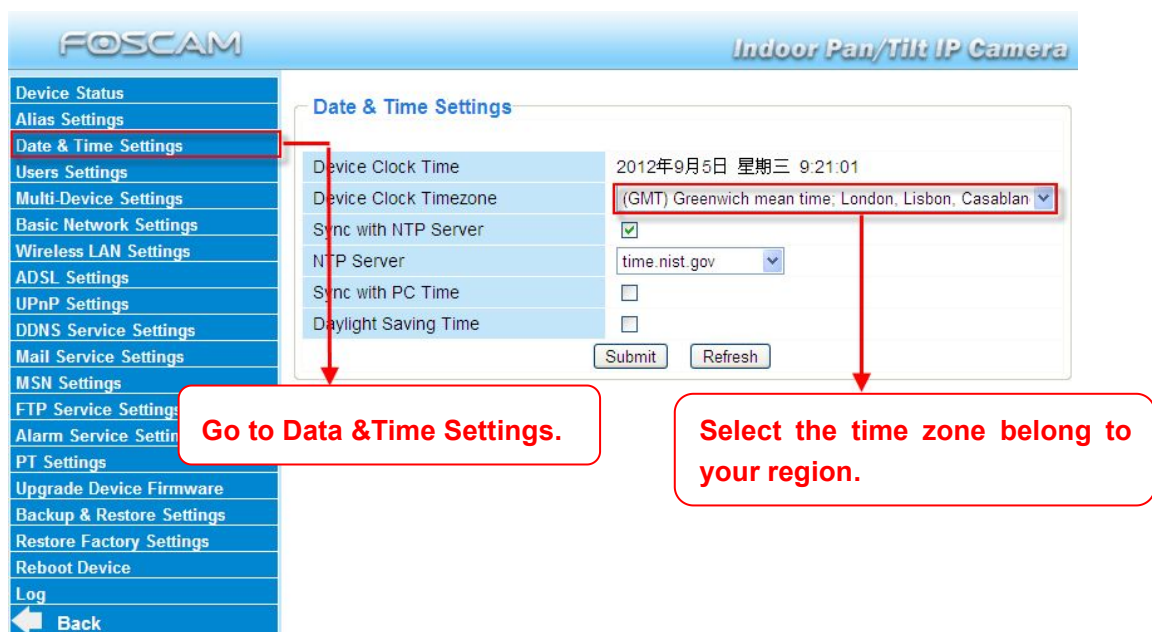 FOSCAM
Indoor Pan/Tilt IP Camera
Device Status
Alias Settings
Date & Time Settings
Users Settings
Multi-Device Settings
Basic Network Settings
Wireless LAN Settings
ADSL Settings
UPnP Settings
DDNS Service Settings
Mail Service Settings
MSN Settings
FTP Service Settings
Alarm Service Settin
PT Settings
Upgrade Device Firmware
Backup & Restore Settings
Restore Factory Settings
Reboot Device
Log
Back
Date & Time Settings
Device Clock Time 2012年9月5日 星期三 9:21:01
Device Clock Timezone (GMT) Greenwich mean time; London, Lisbon, Casablan
Sync with NTP Server
NTP Server time.nist.gov
Sync with PC Time
Daylight Saving Time
Submit Refresh
Go to Data &Time Settings.
Select the time zone belong to
your region.